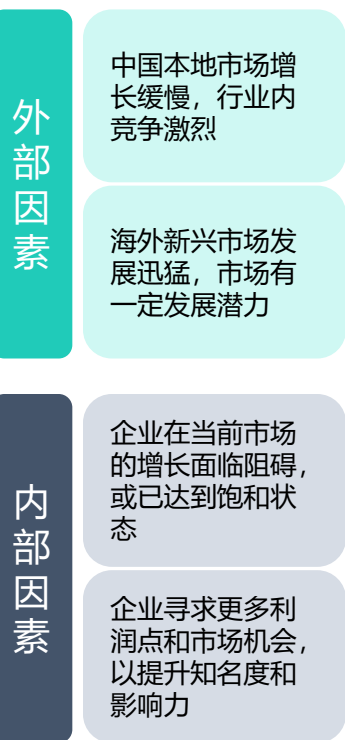 外部因素
中国本地市场增
长缓慢，行业内
竞争激烈
海外新兴市场发
展迅猛，市场有
一定发展潜力
内部因素
企业在当前市场
的增长面临阻碍，
或已达到饱和状
态
企业寻求更多利
润点和市场机会，
以提升知名度和
影响力